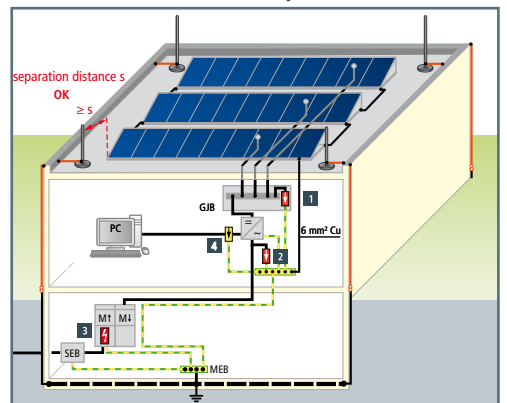 separation distance s
OK
≥ s
GJB
1
PC
4
=
~
2
6 mm² Cu
3
M↑ M↓
SEB
MEB